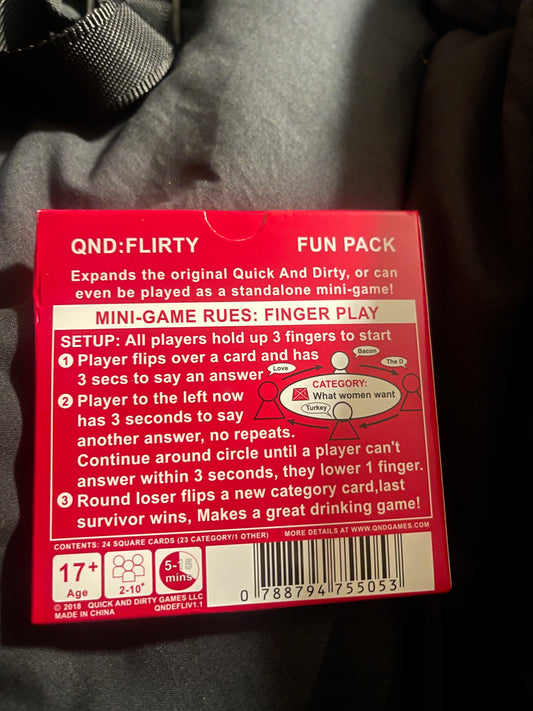 QND:FLIRTY FUN PACK
Expands the original Quick And Dirty, or can
even be played as a standalone mini-game!
MINI-GAME RUES: FINGER PLAY
SETUP: All players hold up 3 fingers to start
1 Player flips over a card and has
3 secs to say an answer
2 Player to the left now
has 3 seconds to say
another answer, no repeats.
Continue around circle until a player can't
answer within 3 seconds, they lower 1 finger.
3 Round loser flips a new category card,last
survivor wins, Makes a great drinking game!
Love
Bacon
The D
CATEGORY:
What women want
Turkey
CONTENTS: 24 SQUARE CARDS (23 CATEGORY/1 OTHER)
MORE DETAILS AT WWW.QNDGAMES.COM
17+
Age
2-10+
5-15
mins
© 2018 QUICK AND DIRTY GAMES LLC
MADE IN CHINA QNDEFLIV1.1
0 788794 755053